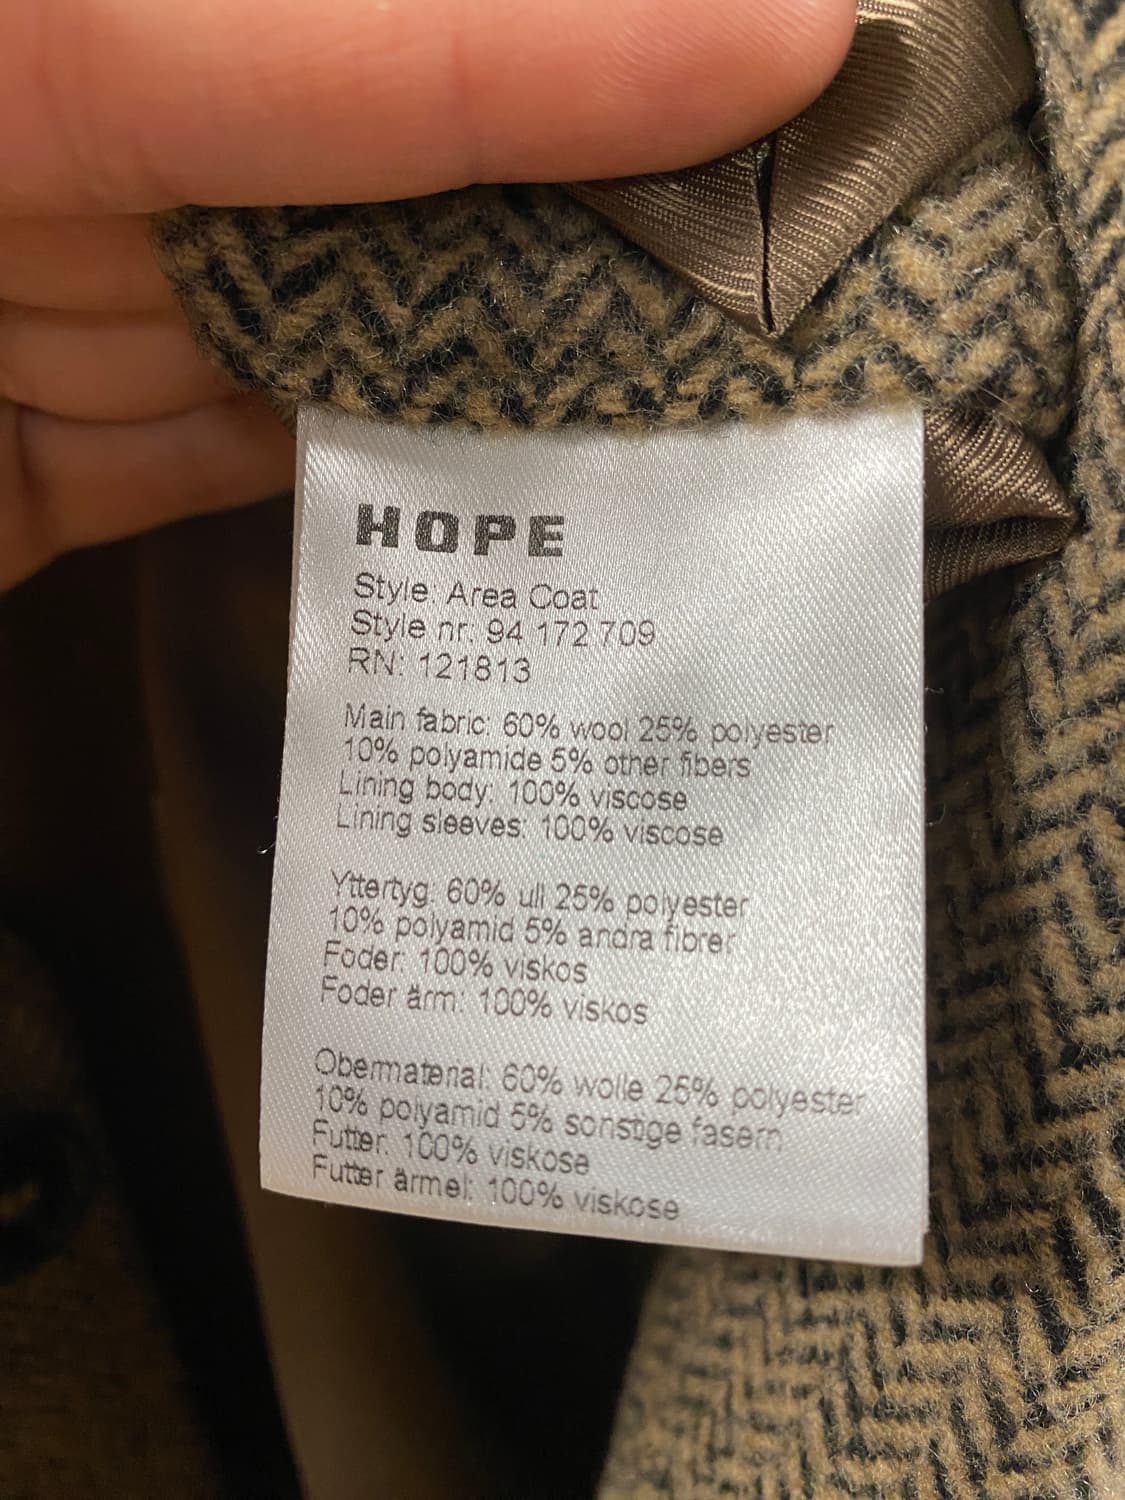 HOPE
Style: Area Coat
Style nr: 94 172 709
RN: 121813
Main fabric: 60% wool 25% polyester
10% polyamide 5% other fibers
Lining body: 100% viscose
Lining sleeves: 100% viscose
Yttertyg: 60% ull 25% polyester
10% polyamid 5% andra fibrer
Foder: 100% viskos
Foder ärm: 100% viskos
Obermaterial: 60% wolle 25% polyester
10% polyamid 5% sonstige fasern
Futter: 100% viskose
Futter ärmel: 100% viskose